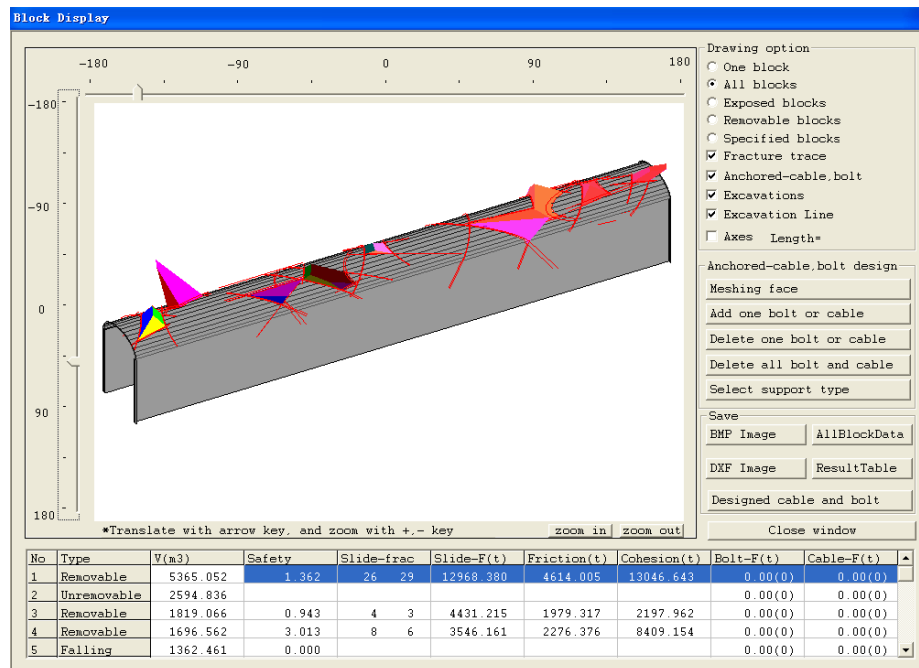 Block Display
-180 -90 0 90 180
-180
-90
0
90
180
*Translate with arrow key, and zoom with +,- key
zoom in zoom out
Drawing option
One block
All blocks
Exposed blocks
Removable blocks
Specified blocks
Fracture trace
Anchored-cable,bolt
Excavations
Excavation Line
Axes Length=
Anchored-cable,bolt design
Meshing face
Add one bolt or cable
Delete one bolt or cable
Delete all bolt and cable
Select support type
Save
BMP Image AllBlockData
DXF Image ResultTable
Designed cable and bolt
Close window
No Type V(m3) Safety Slide-frac Slide-F(t) Friction(t) Cohesion(t) Bolt-F(t) Cable-F(t)
1 Removable 5365.052 1.362 26 29 12968.380 4614.005 13046.643 0.00(0) 0.00(0)
2 Unremovable 2594.836 0.00(0) 0.00(0)
3 Removable 1819.066 0.943 4 3 4431.215 1979.317 2197.962 0.00(0) 0.00(0)
4 Removable 1696.562 3.013 8 6 3546.161 2276.376 8409.154 0.00(0) 0.00(0)
5 Falling 1362.461 0.000 0.00(0) 0.00(0)